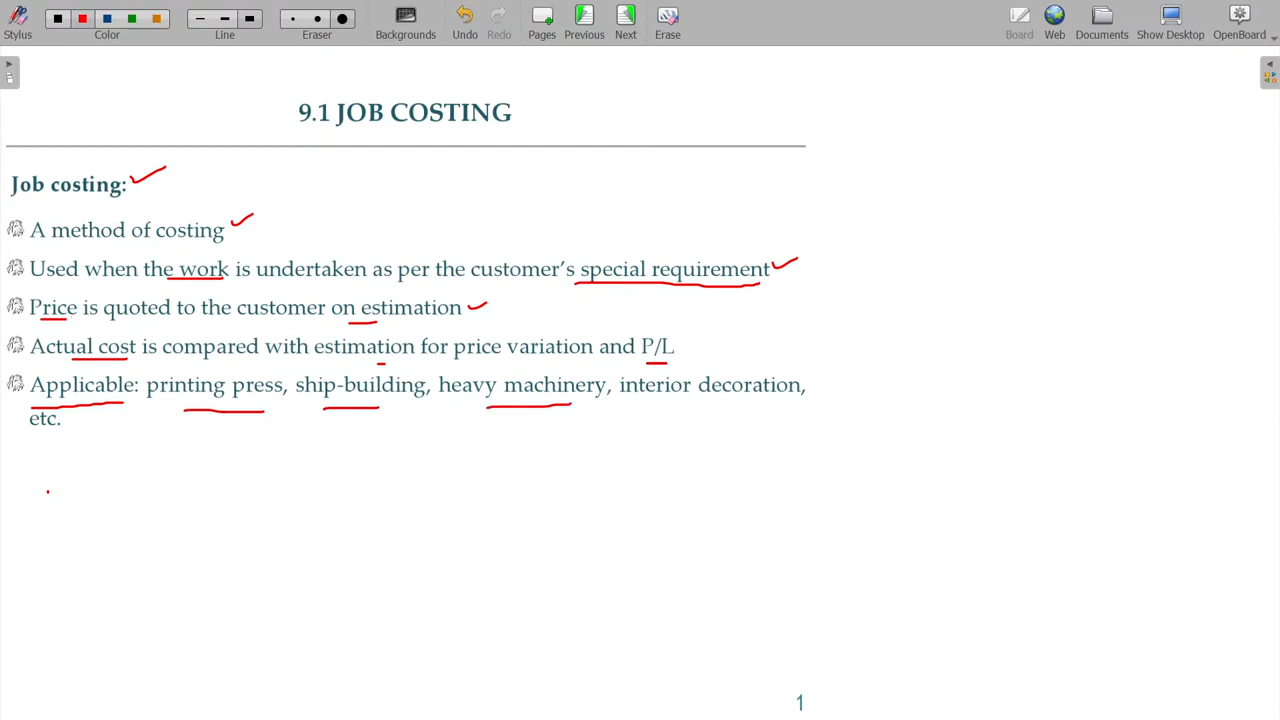 Stylus Color Line Eraser Backgrounds Undo Redo Pages Previous Next Erase Board Web Documents Show Desktop OpenBoard
9.1 JOB COSTING
Job costing:
A method of costing
Used when the work is undertaken as per the customer’s special requirement
Price is quoted to the customer on estimation
Actual cost is compared with estimation for price variation and P/L
Applicable: printing press, ship-building, heavy machinery, interior decoration,
etc.
1